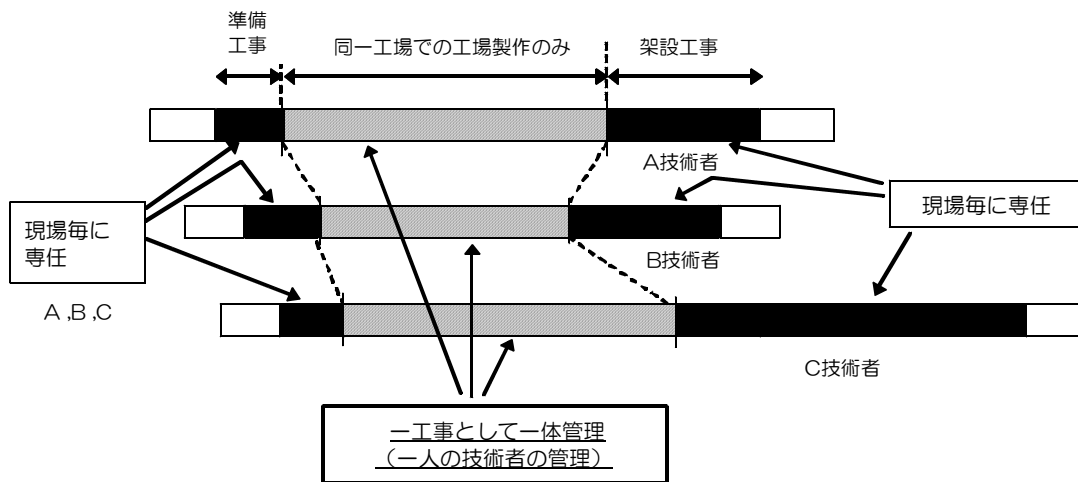 準備
工事
同一工場での工場製作のみ
架設工事
A技術者
現場毎に
専任
現場毎に専任
B技術者
A ,B ,C
C技術者
一工事として一体管理
(一人の技術者の管理)